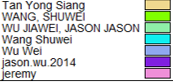 Tan Yong Siang
WANG, SHUWEI
WU JIAWEI, JASON JASON
Wang Shuwei
Wu Wei
jason.wu.2014
jeremy